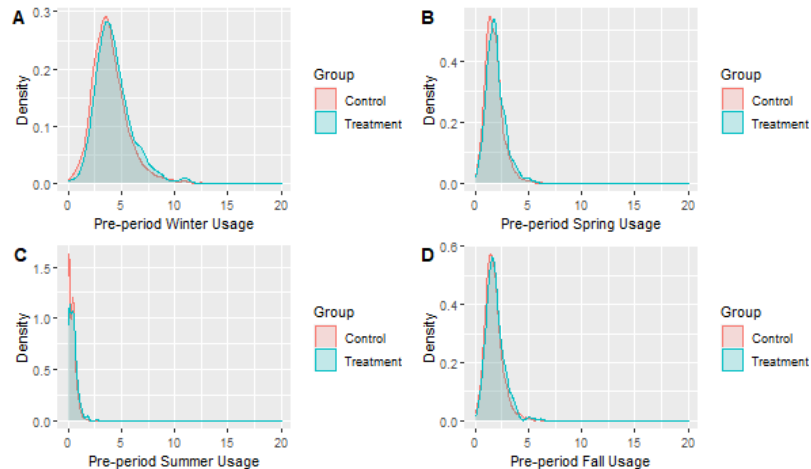 A
0.3
0.2
0.1
0.0
Density
0 5 10 15 20
Pre-period Winter Usage
Group
Control
Treatment
B
0.4
0.2
0.0
Density
0 5 10 15 20
Pre-period Spring Usage
Group
Control
Treatment
C
1.5
1.0
0.5
0.0
Density
0 5 10 15 20
Pre-period Summer Usage
Group
Control
Treatment
D
0.6
0.4
0.2
0.0
Density
0 5 10 15 20
Pre-period Fall Usage
Group
Control
Treatment